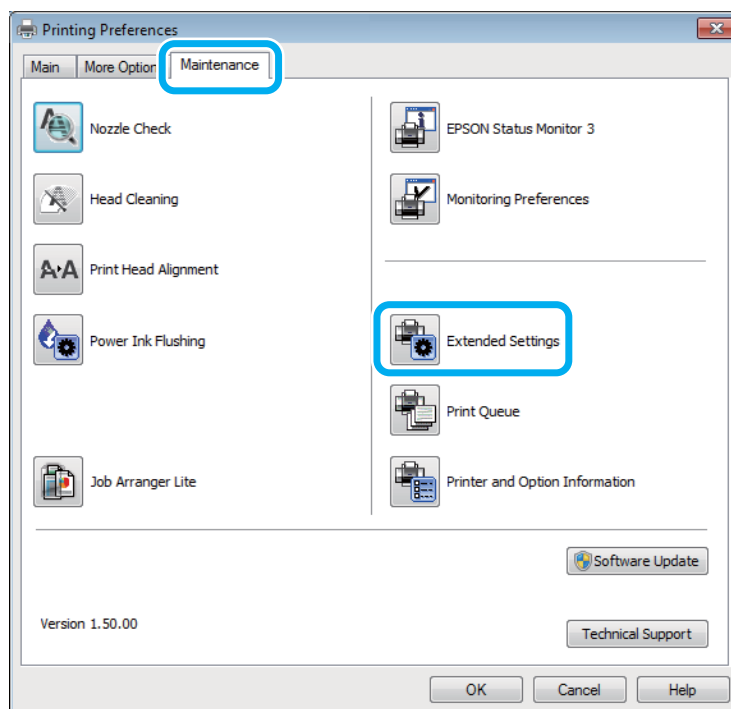 Printing Preferences
Main
More Option
Maintenance
Nozzle Check
Head Cleaning
A A Print Head Alignment
Power Ink Flushing
Job Arranger Lite
EPSON Status Monitor 3
Monitoring Preferences
Extended Settings
Print Queue
Printer and Option Information
Software Update
Version 1.50.00
Technical Support
OK
Cancel
Help